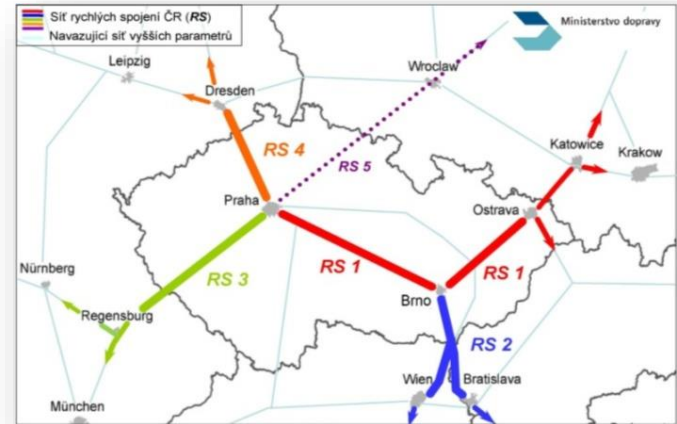 Síť rychlých spojení ČR (RS)
Navazující síť vyšších parametrů
Ministerstvo dopravy
Leipzig
Wroclaw
Dresden
RS 4
Katowice
Krakow
RS 5
Praha
Ostrava
RS 1
RS 1
Nürnberg
RS 3
Brno
Regensburg
RS 2
Wien
Bratislava
München